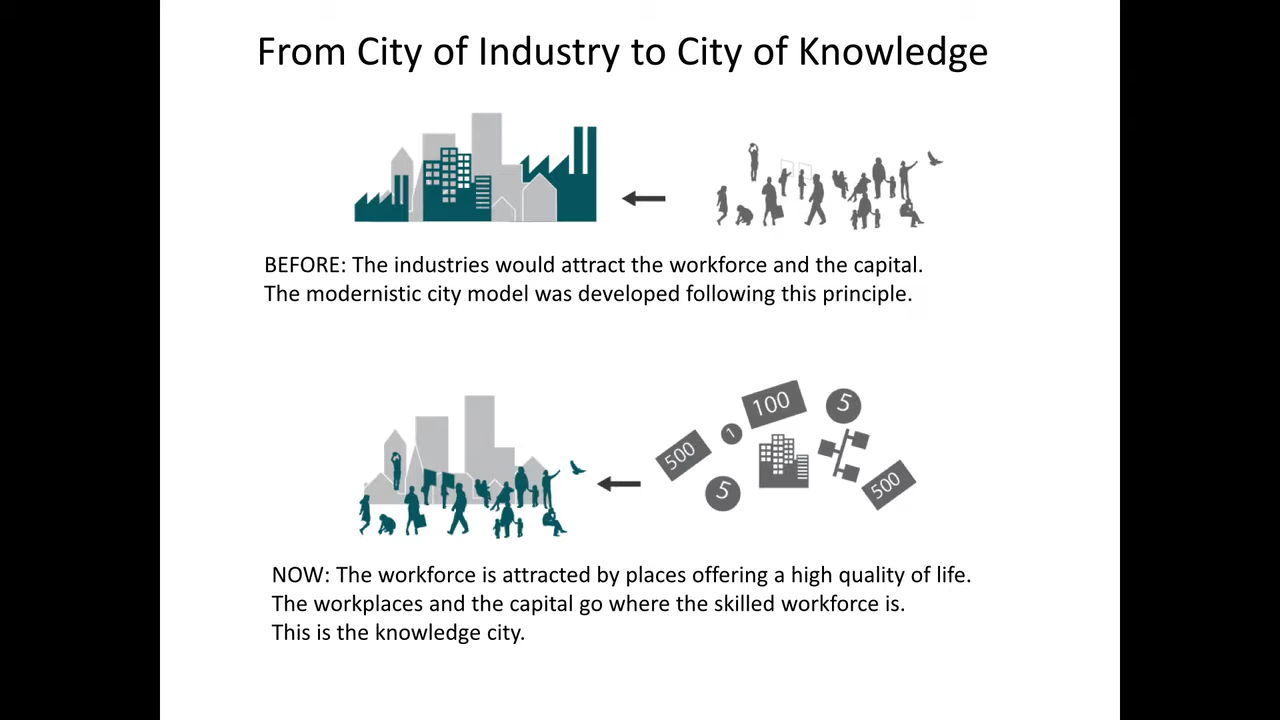 From City of Industry to City of Knowledge
BEFORE: The industries would attract the workforce and the capital.
The modernistic city model was developed following this principle.
100
5
1
500
5
500
NOW: The workforce is attracted by places offering a high quality of life.
The workplaces and the capital go where the skilled workforce is.
This is the knowledge city.